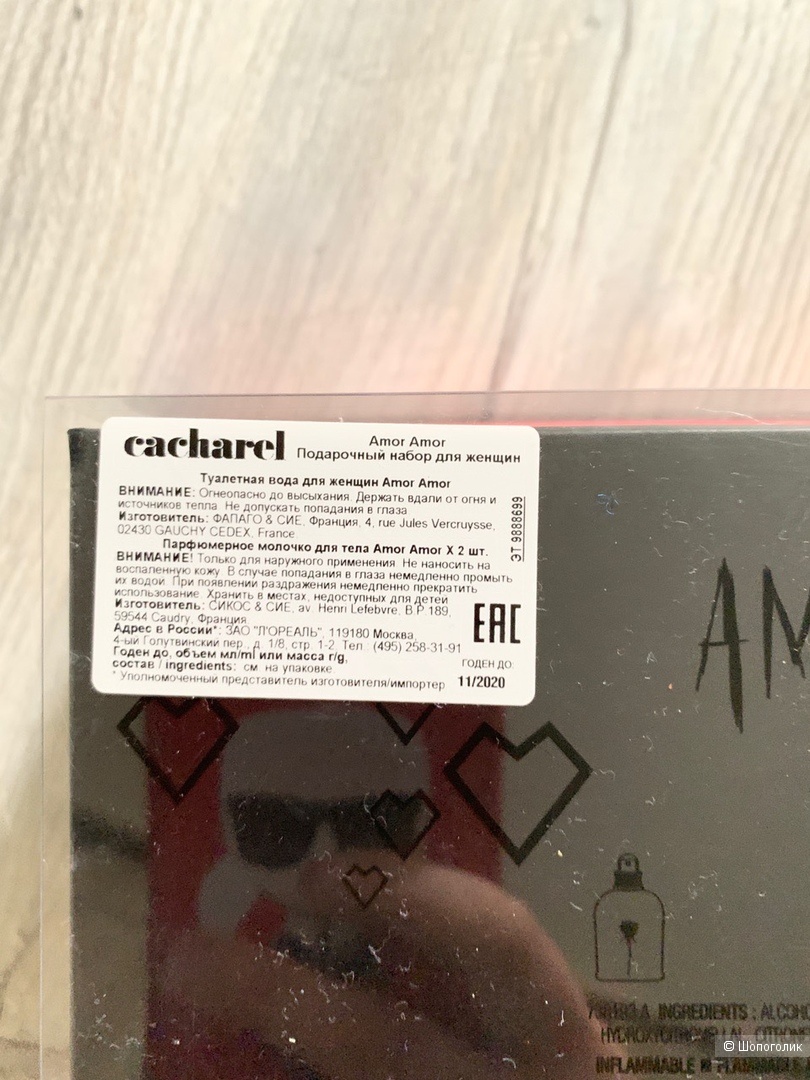 cacharel
Amor Amor
Подарочный набор для женщин
Туалетная вода для женщин Amor Amor
ВНИМАНИЕ: Огнеопасно до высыхания. Держать вдали от огня и
источников тепла. Не допускать попадания в глаза
Изготовитель: ФАПАГО & СИЕ, Франция, 4, rue Jules Vercruysse,
02430 GAUCHY CEDEX, France
Парфюмерное молочко для тела Amor Amor X 2 шт.
ВНИМАНИЕ! Только для наружного применения. Не наносить на
воспаленную кожу. В случае попадания в глаза немедленно промыть
их водой. При появлении раздражения немедленно прекратить
использование. Хранить в местах, недоступных для детей
Изготовитель: СИКОС & СИЕ, av. Henri Lefebvre, B.P 189,
59544 Caudry, Франция
Адрес в России*: ЗАО "Л'ОРЕАЛЬ", 119180 Москва,
4-ый Голутвинский пер., д. 1/8, стр. 1-2. Тел.: (495) 258-31-91
Годен до, объем мл/ml или масса г/g,
состав / ingredients: см. на упаковке
* Уполномоченный представитель изготовителя/импортер
ЭТ 9888699
EAC
ГОДЕН ДО:
11/2020
AM
INGREDIENTS : ALCOHO
HYDROXYCITRONELLAL, CITRONE
INFLAMMABLE
FLAMMABLE
© Шопоголик